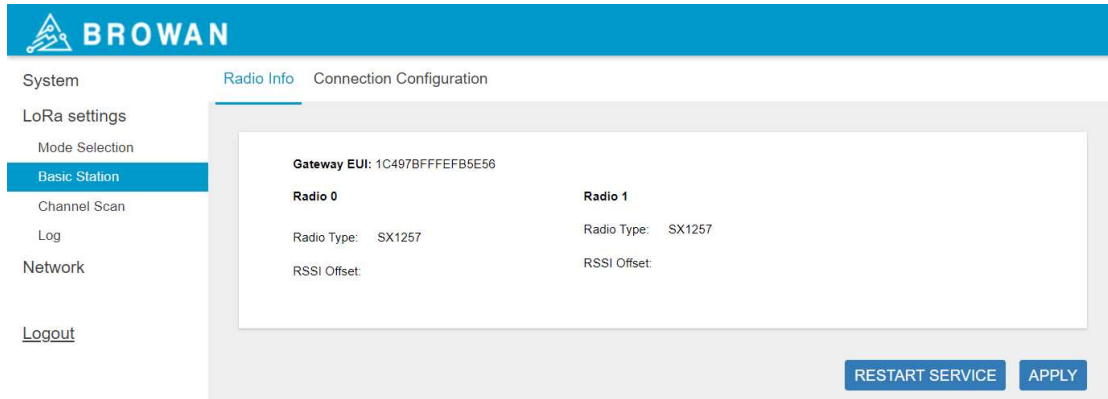 BROWAN
System
LoRa settings
Mode Selection
Basic Station
Channel Scan
Log
Network
Logout
Radio Info Connection Configuration
Gateway EUI: 1C497BFFFEFB5E56
Radio 0
Radio Type: SX1257
RSSI Offset:
Radio 1
Radio Type: SX1257
RSSI Offset:
RESTART SERVICE APPLY